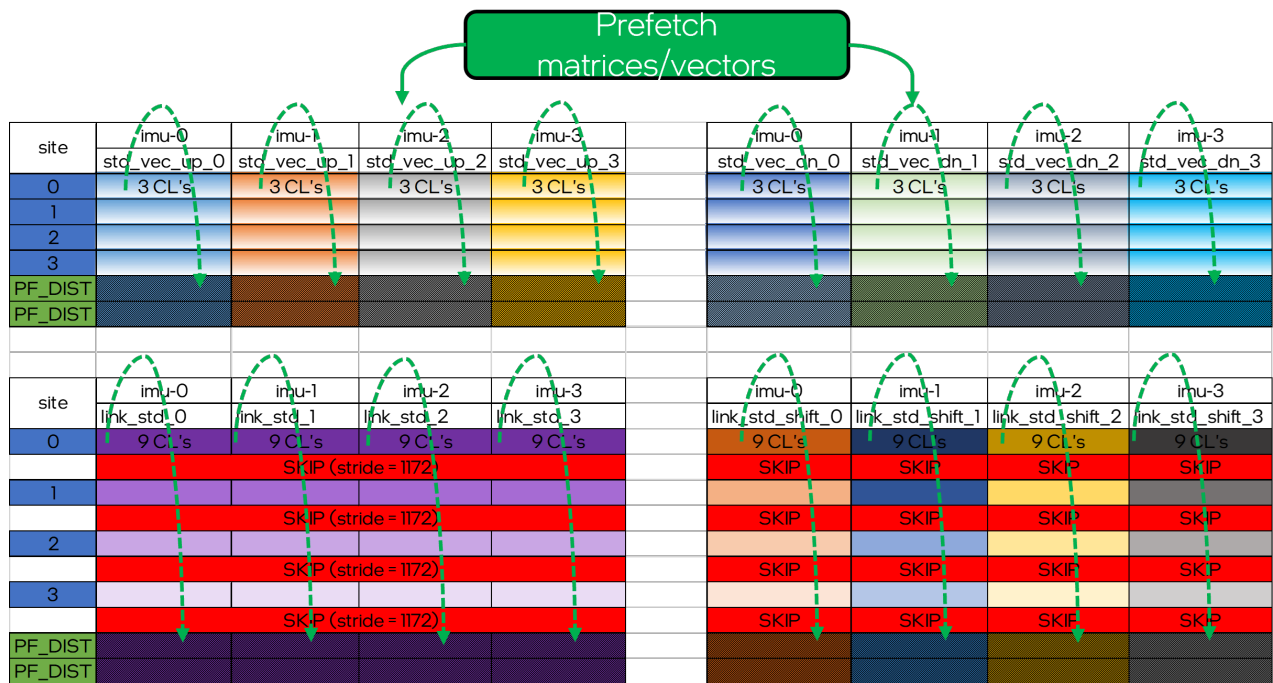 Prefetch
matrices/vectors
site imu-0 imu-1 imu-2 imu-3 imu-0 imu-1 imu-2 imu-3
std_vec_up_0 std_vec_up_1 std_vec_up_2 std_vec_up_3 std_vec_dn_0 std_vec_dn_1 std_vec_dn_2 std_vec_dn_3
0 3 CL's 3 CL's 3 CL's 3 CL's 3 CL's 3 CL's 3 CL's 3 CL's
1
2
3
PF_DIST
PF_DIST
site imu-0 imu-1 imu-2 imu-3 imu-0 imu-1 imu-2 imu-3
link_std_0 link_std_1 link_std_2 link_std_3 link_std_shift_0 link_std_shift_1 link_std_shift_2 link_std_shift_3
0 9 CL's 9 CL's 9 CL's 9 CL's 9 CL's 9 CL's 9 CL's 9 CL's
SKIP (stride = 1172) SKIP SKIP SKIP SKIP
1
SKIP (stride = 1172) SKIP SKIP SKIP SKIP
2
SKIP (stride = 1172) SKIP SKIP SKIP SKIP
3
SKIP (stride = 1172) SKIP SKIP SKIP SKIP
PF_DIST
PF_DIST